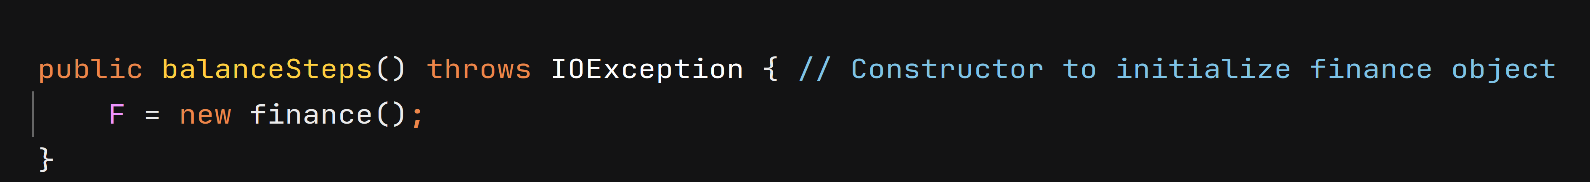 public balanceSteps() throws IOException { // Constructor to initialize finance object
    F = new finance();
}